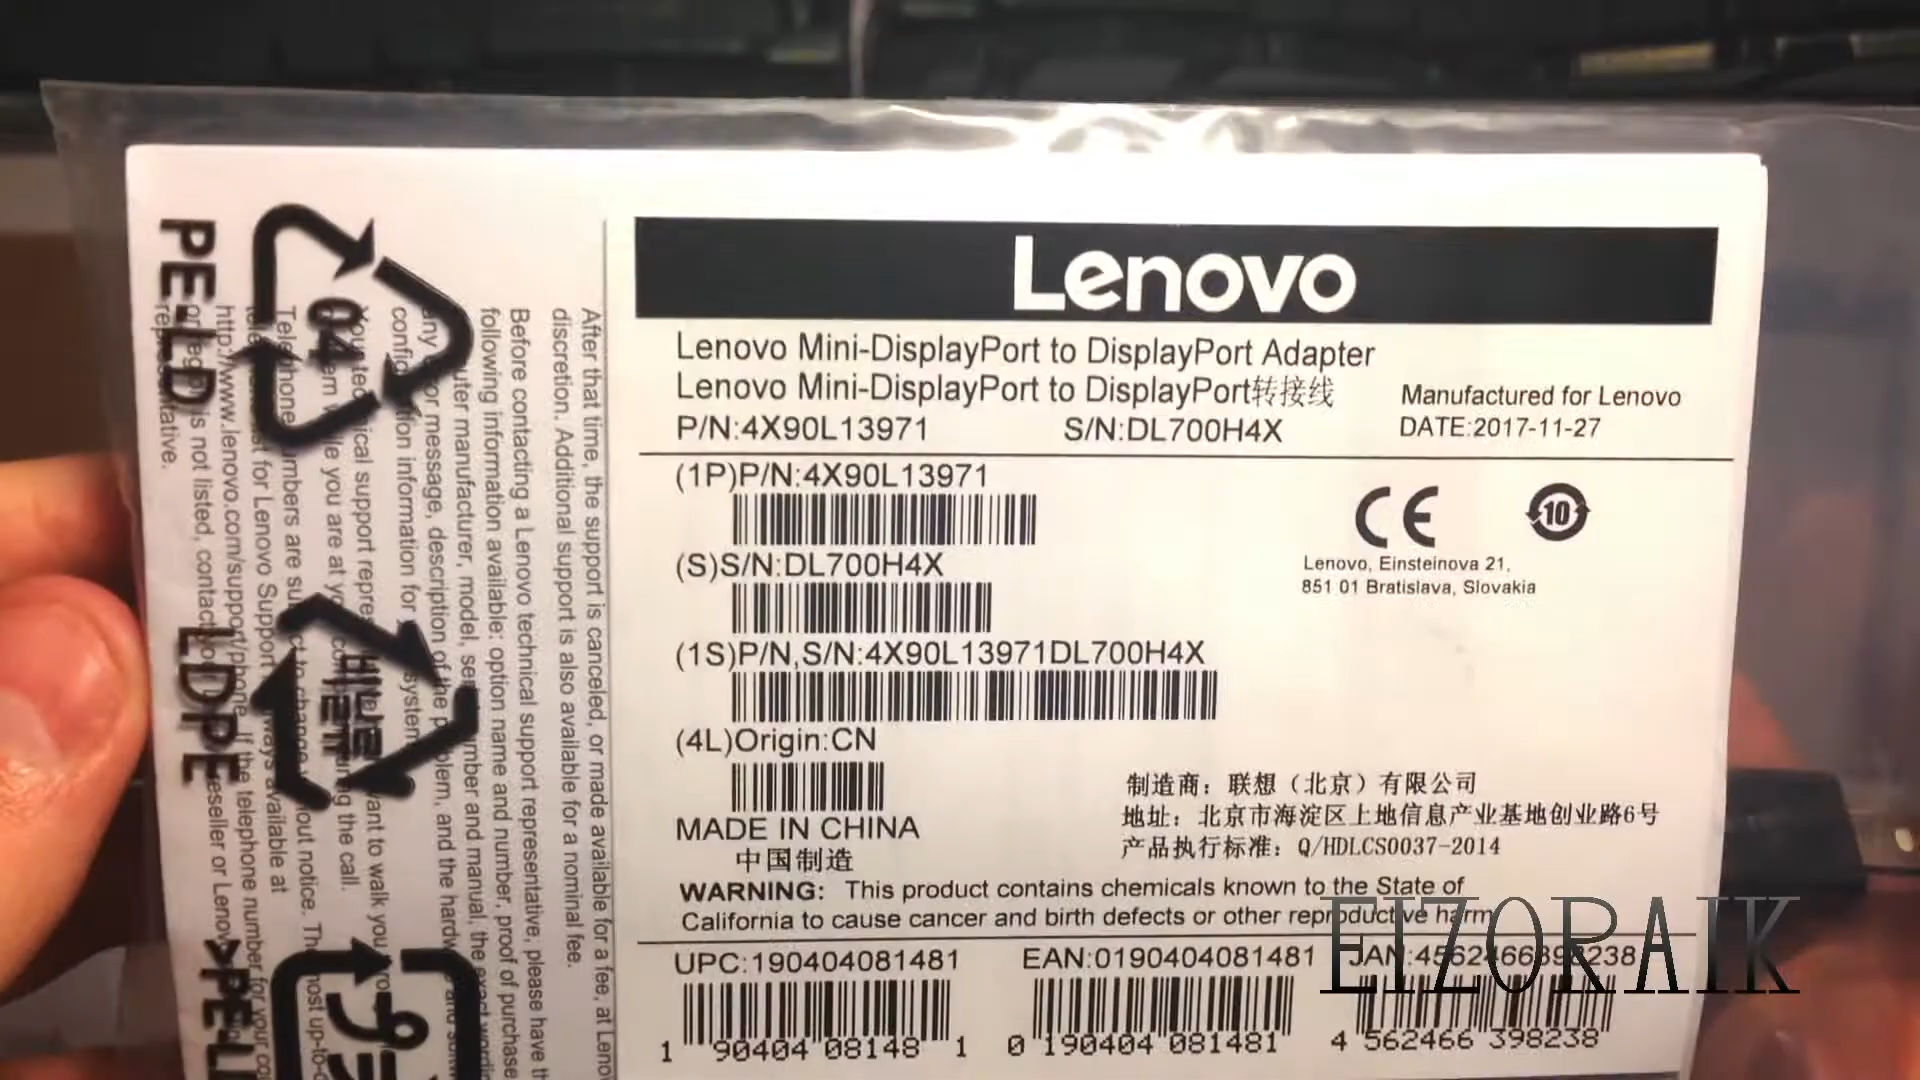 Lenovo
Lenovo Mini-DisplayPort to DisplayPort Adapter
Lenovo Mini-DisplayPort to DisplayPort转接线
P/N:4X90L13971 S/N:DL700H4X
Manufactured for Lenovo
DATE:2017-11-27
(1P)P/N:4X90L13971
(S)S/N:DL700H4X
(1S)P/N,S/N:4X90L13971DL700H4X
(4L)Origin:CN
MADE IN CHINA
中国制造
CE
10
Lenovo, Einsteinova 21,
851 01 Bratislava, Slovakia
制造商：联想（北京）有限公司
地址：北京市海淀区上地信息产业基地创业路6号
产品执行标准：Q/HDLCS0037-2014
WARNING: This product contains chemicals known to the State of
California to cause cancer and birth defects or other reproductive harm
UPC:190404081481 EAN:0190404081481 JAN:4562466398238
1 90404 08148 1 0 190404 081481 4 562466 398238
EIZORAIK
After that time, the support is canceled, or made available for a fee, at Lenovo
discretion. Additional support is also available for a nominal fee.
Before contacting a Lenovo technical support representative, please have the
following information available: option name and number, proof of purchase
PE-LD
04
LDPE
>PE-L